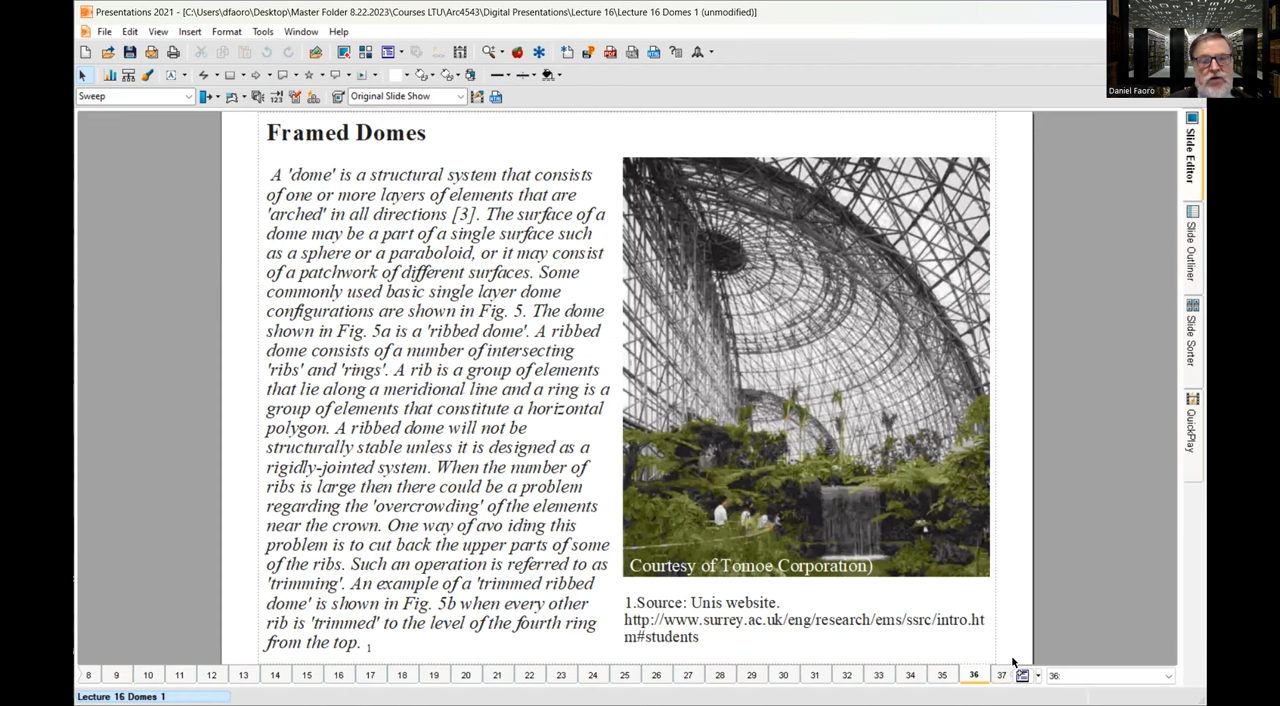 Presentations 2021 - [C:\Users\dfaoro\Desktop\Master Folder 8.22.2023\Courses LTU\Arc4543\Digital Presentations\Lecture 16\Lecture 16 Domes 1 (unmodified)]
File Edit View Insert Format Tools Window Help
Sweep
Original Slide Show
Daniel Faoro
Framed Domes
A 'dome' is a structural system that consists
of one or more layers of elements that are
'arched' in all directions [3]. The surface of a
dome may be a part of a single surface such
as a sphere or a paraboloid, or it may consist
of a patchwork of different surfaces. Some
commonly used basic single layer dome
configurations are shown in Fig. 5. The dome
shown in Fig. 5a is a 'ribbed dome'. A ribbed
dome consists of a number of intersecting
'ribs' and 'rings'. A rib is a group of elements
that lie along a meridional line and a ring is a
group of elements that constitute a horizontal
polygon. A ribbed dome will not be
structurally stable unless it is designed as a
rigidly-jointed system. When the number of
ribs is large then there could be a problem
regarding the 'overcrowding' of the elements
near the crown. One way of avo iding this
problem is to cut back the upper parts of some
of the ribs. Such an operation is referred to as
'trimming'. An example of a 'trimmed ribbed
dome' is shown in Fig. 5b when every other
rib is 'trimmed' to the level of the fourth ring
from the top. 1
Courtesy of Tomoe Corporation)
1.Source: Unis website.
http://www.surrey.ac.uk/eng/research/ems/ssrc/intro.ht
m#students
Slide Editor
Slide Outliner
Slide Sorter
QuickPlay
8 9 10 11 12 13 14 15 16 17 18 19 20 21 22 23 24 25 26 27 28 29 30 31 32 33 34 35 36 37 36:
Lecture 16 Domes 1